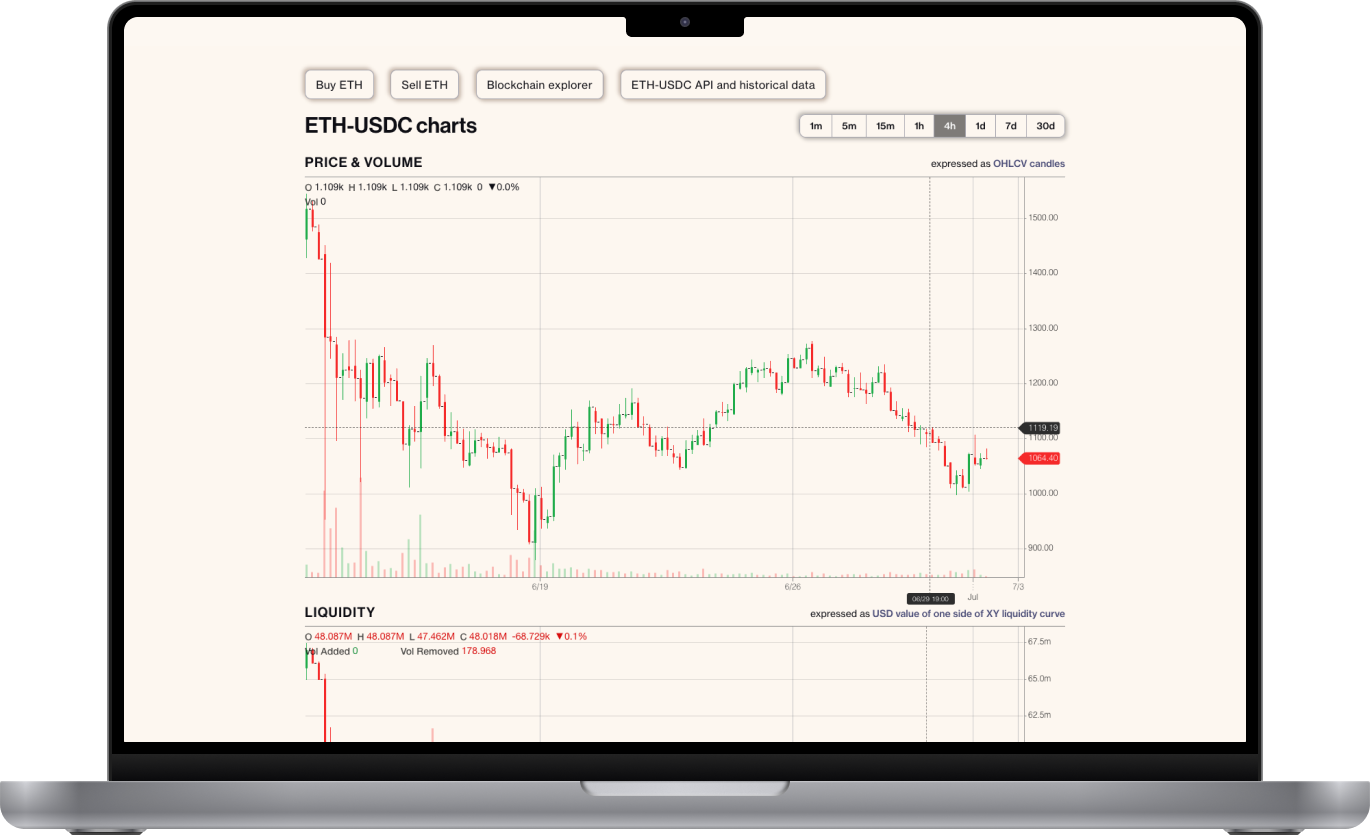 Buy ETH Sell ETH Blockchain explorer ETH-USDC API and historical data
ETH-USDC charts
1m 5m 15m 1h 4h 1d 7d 30d
PRICE & VOLUME
expressed as OHLCV candles
O 1.109k H 1.109k L 1.109k C 1.109k 0 ▼0.0%
Vol 0
1500.00
1400.00
1300.00
1200.00
1119.19
1100.00
1064.40
1000.00
900.00
6/19 6/26 7/3
06/29 19:00 Jul
LIQUIDITY
expressed as USD value of one side of XY liquidity curve
O 48.087M H 48.087M L 47.462M C 48.018M -68.729k ▼0.1%
Vol Added 0 Vol Removed 178.968
67.5m
65.0m
62.5m